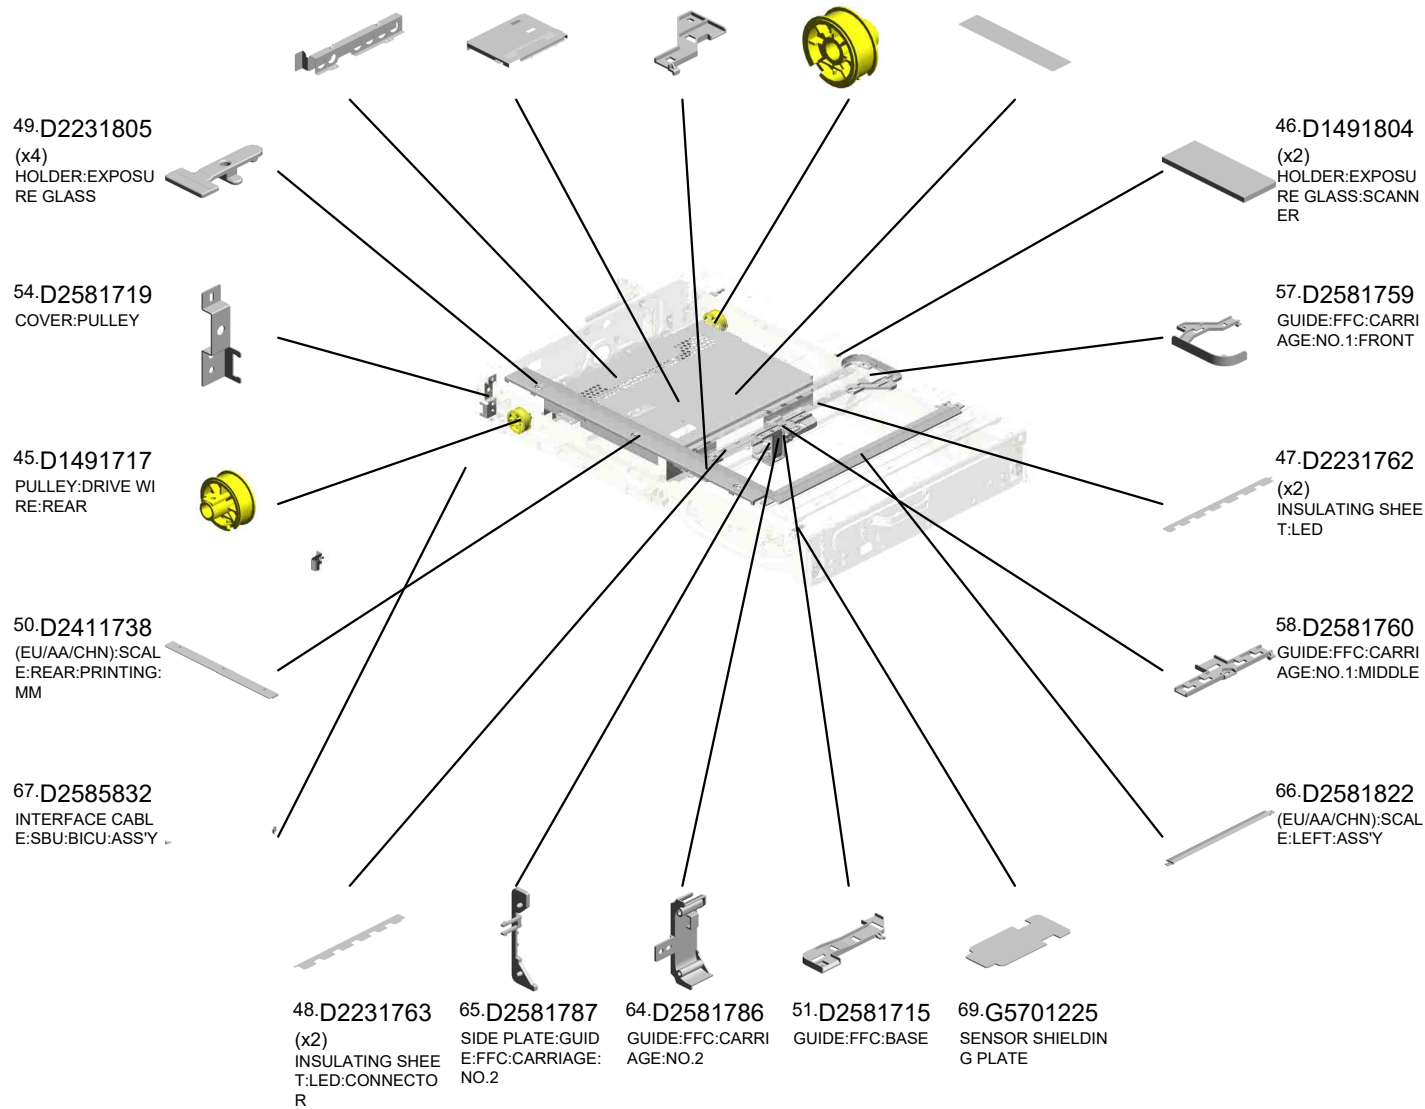 49.D2231805
(x4)
HOLDER:EXPOSU
RE GLASS
54.D2581719
COVER:PULLEY
45.D1491717
PULLEY:DRIVE WI
RE:REAR
50.D2411738
(EU/AA/CHN):SCAL
E:REAR:PRINTING:
MM
67.D2585832
INTERFACE CABL
E:SBU:BICU:ASS'Y
46.D1491804
(x2)
HOLDER:EXPOSU
RE GLASS:SCANN
ER
57.D2581759
GUIDE:FFC:CARRI
AGE:NO.1:FRONT
47.D2231762
(x2)
INSULATING SHEE
T:LED
58.D2581760
GUIDE:FFC:CARRI
AGE:NO.1:MIDDLE
66.D2581822
(EU/AA/CHN):SCAL
E:LEFT:ASS'Y
48.D2231763
(x2)
INSULATING SHEE
T:LED:CONNECTO
R
65.D2581787
SIDE PLATE:GUID
E:FFC:CARRIAGE:
NO.2
64.D2581786
GUIDE:FFC:CARRI
AGE:NO.2
51.D2581715
GUIDE:FFC:BASE
69.G5701225
SENSOR SHIELDIN
G PLATE